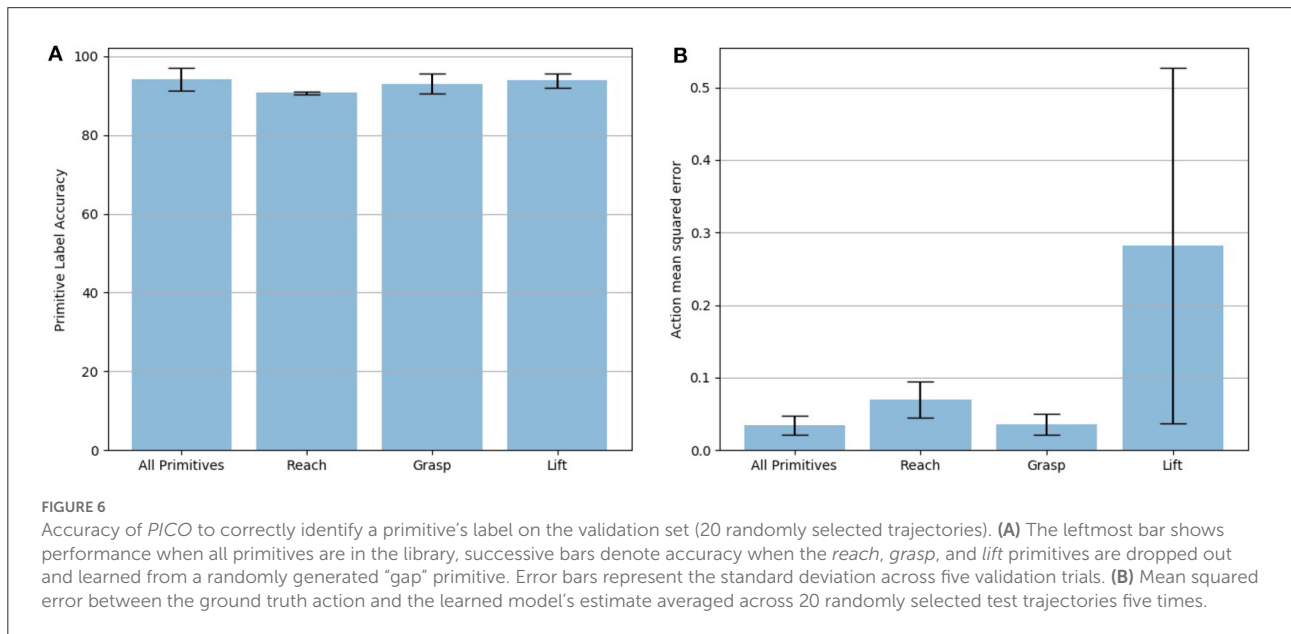 A
100
80
60
40
20
0
Primitive Label Accuracy
All Primitives Reach Grasp Lift
B
0.5
0.4
0.3
0.2
0.1
0.0
Action mean squared error
All Primitives Reach Grasp Lift
FIGURE 6
Accuracy of PICO to correctly identify a primitive's label on the validation set (20 randomly selected trajectories). (A) The leftmost bar shows
performance when all primitives are in the library, successive bars denote accuracy when the reach, grasp, and lift primitives are dropped out
and learned from a randomly generated “gap” primitive. Error bars represent the standard deviation across five validation trials. (B) Mean squared
error between the ground truth action and the learned model's estimate averaged across 20 randomly selected test trajectories five times.